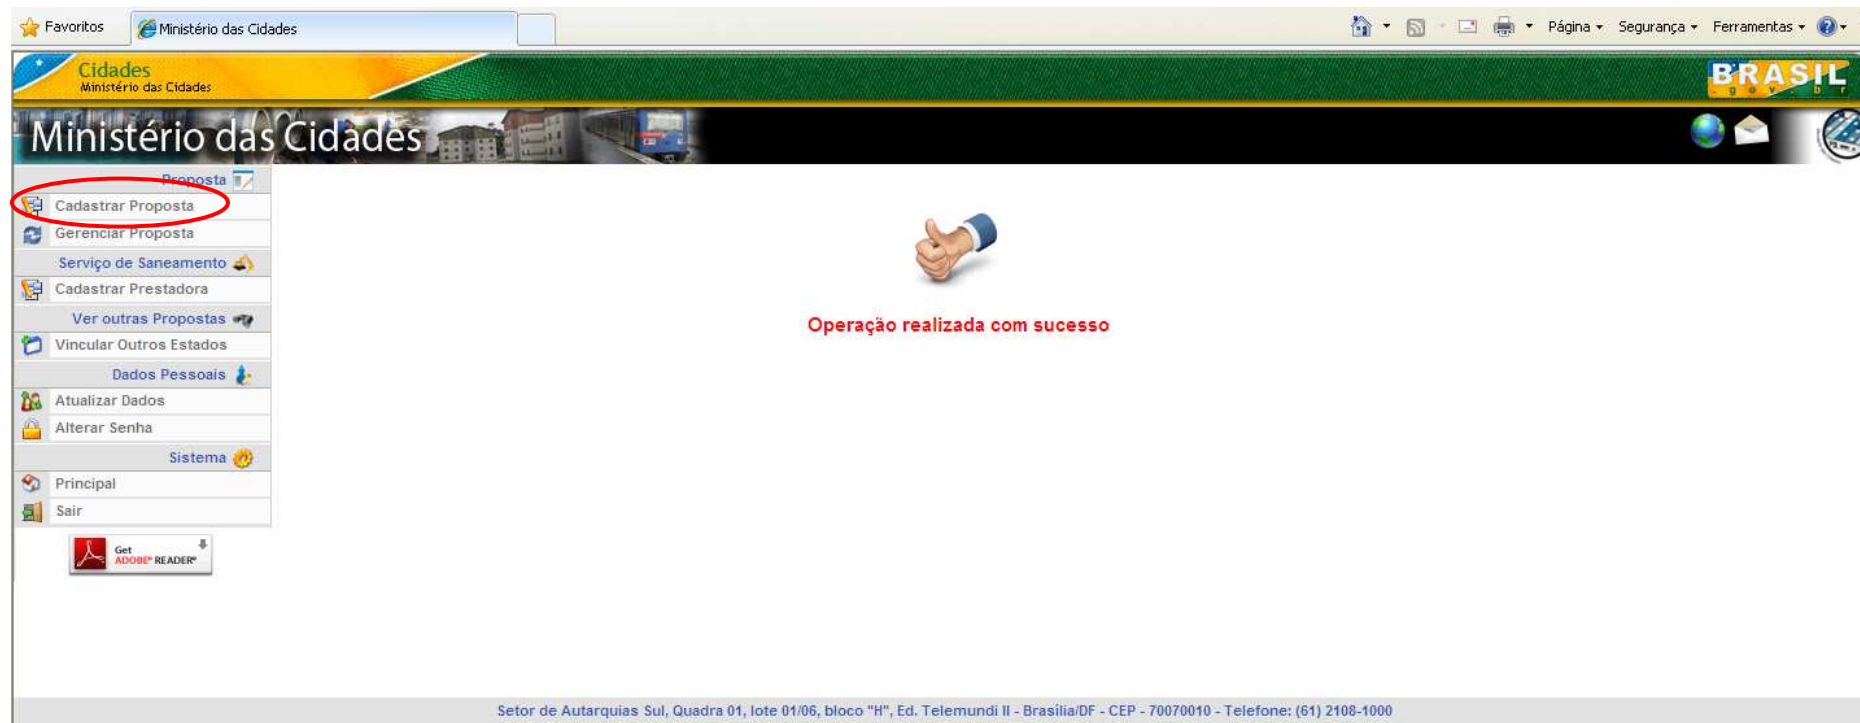 Favoritos
Ministério das Cidades
Página
Segurança
Ferramentas
Cidades
Ministério das Cidades
BRASIL
. g o v . b r
Ministério das Cidades
Proposta
Cadastrar Proposta
Gerenciar Proposta
Serviço de Saneamento
Cadastrar Prestadora
Ver outras Propostas
Vincular Outros Estados
Dados Pessoais
Atualizar Dados
Alterar Senha
Sistema
Principal
Sair
Get
ADOBE® READER®
Operação realizada com sucesso
Setor de Autarquias Sul, Quadra 01, lote 01/06, bloco "H", Ed. Telemundi II - Brasília/DF - CEP - 70070010 - Telefone: (61) 2108-1000